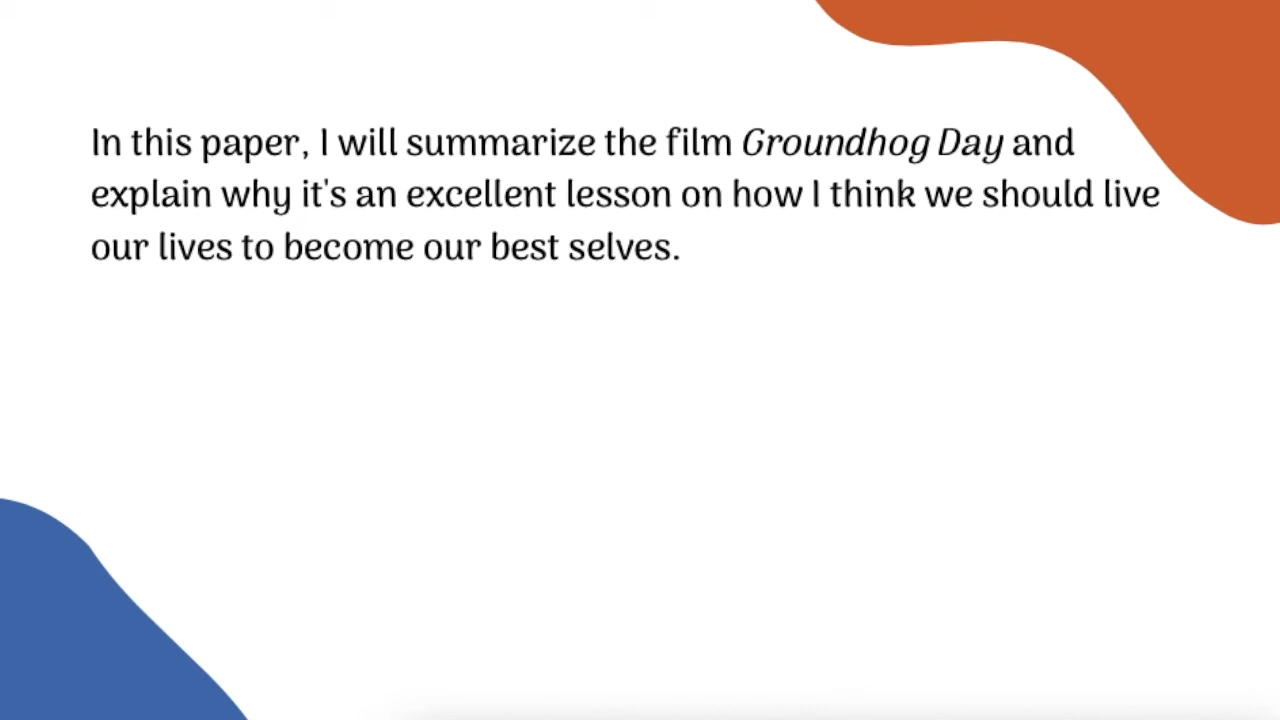 In this paper, I will summarize the film Groundhog Day and
explain why it's an excellent lesson on how I think we should live
our lives to become our best selves.